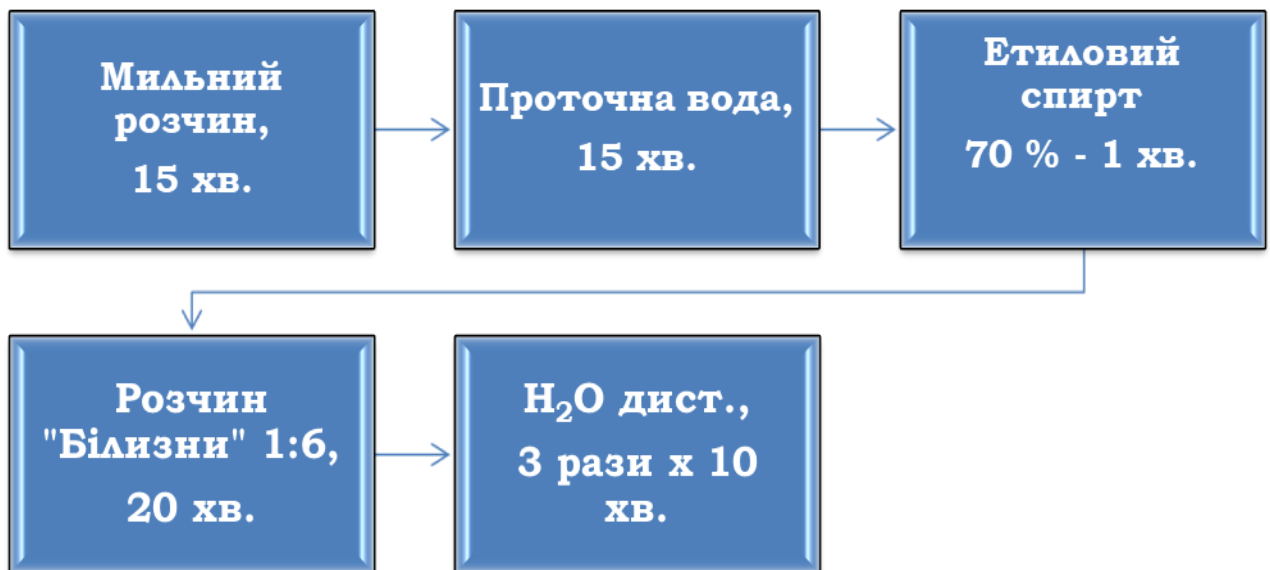 Мильний
розчин,
15 хв.
Проточна вода,
15 хв.
Етиловий
спирт
70 % - 1 хв.
Розчин
"Білизни" 1:6,
20 хв.
H₂O дист.,
3 рази х 10
хв.